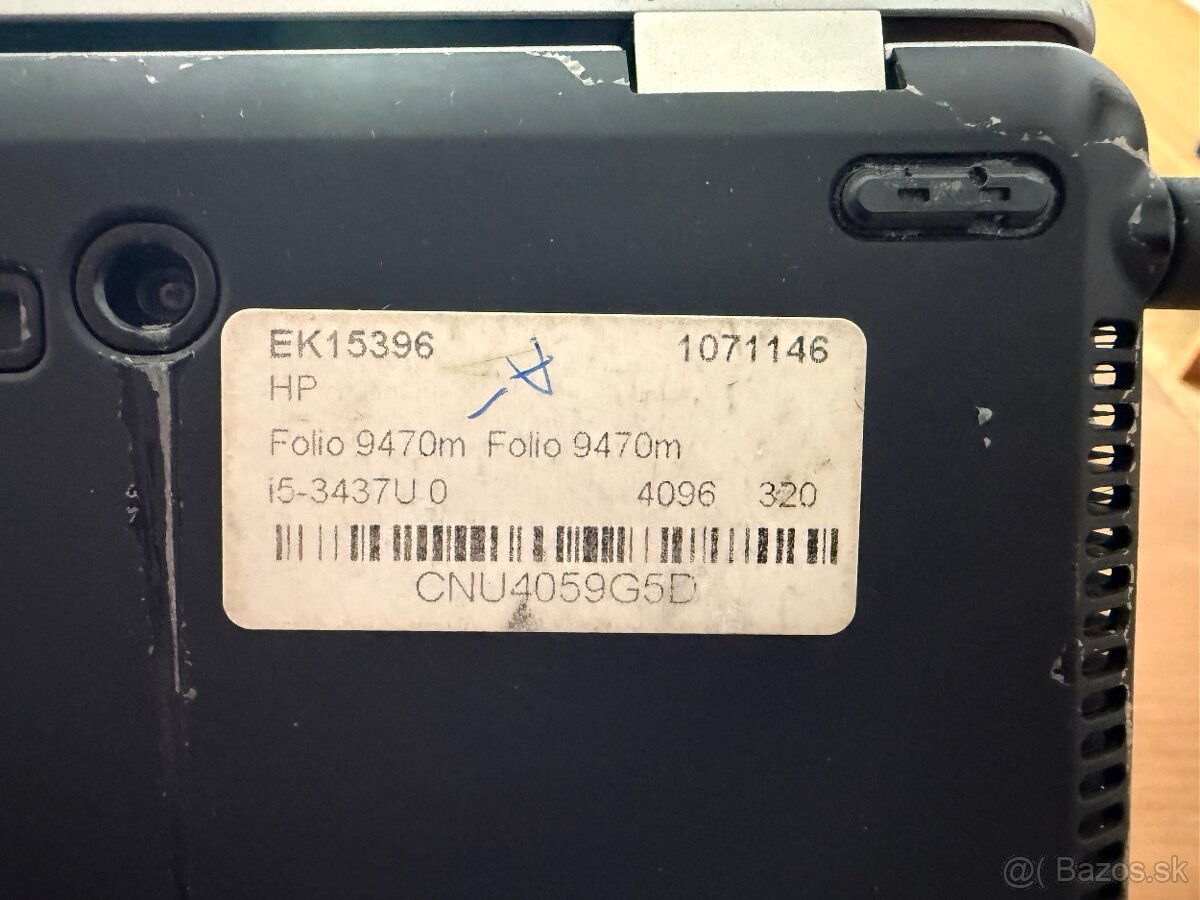 EK15396 1071146
HP
A-
Folio 9470m Folio 9470m
i5-3437U 0 4096 320
CNU4059G5D
@( Bazos.sk